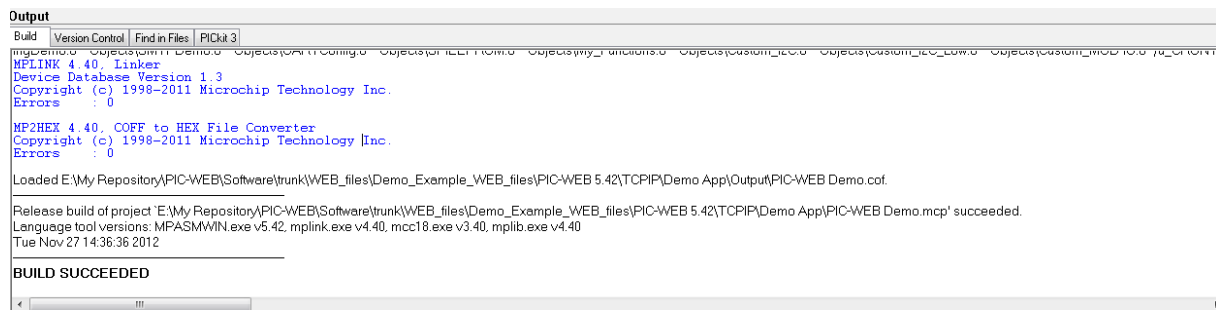 Output
Build Version Control Find in Files PICkit 3
MPLINK 4.40, Linker
Device Database Version 1.3
Copyright (c) 1998-2011 Microchip Technology Inc.
Errors : 0
MP2HEX 4.40, COFF to HEX File Converter
Copyright (c) 1998-2011 Microchip Technology Inc.
Errors : 0
Loaded E:\My Repository\PIC-WEB\Software\trunk\WEB_files\Demo_Example_WEB_files\PIC-WEB 5.42\TCPIP\Demo App\Output\PIC-WEB Demo.cof.
Release build of project `E:\My Repository\PIC-WEB\Software\trunk\WEB_files\Demo_Example_WEB_files\PIC-WEB 5.42\TCPIP\Demo App\PIC-WEB Demo.mcp' succeeded.
Language tool versions: MPASMWIN.exe v5.42, mplink.exe v4.40, mcc18.exe v3.40, mplib.exe v4.40
Tue Nov 27 14:36:36 2012
BUILD SUCCEEDED